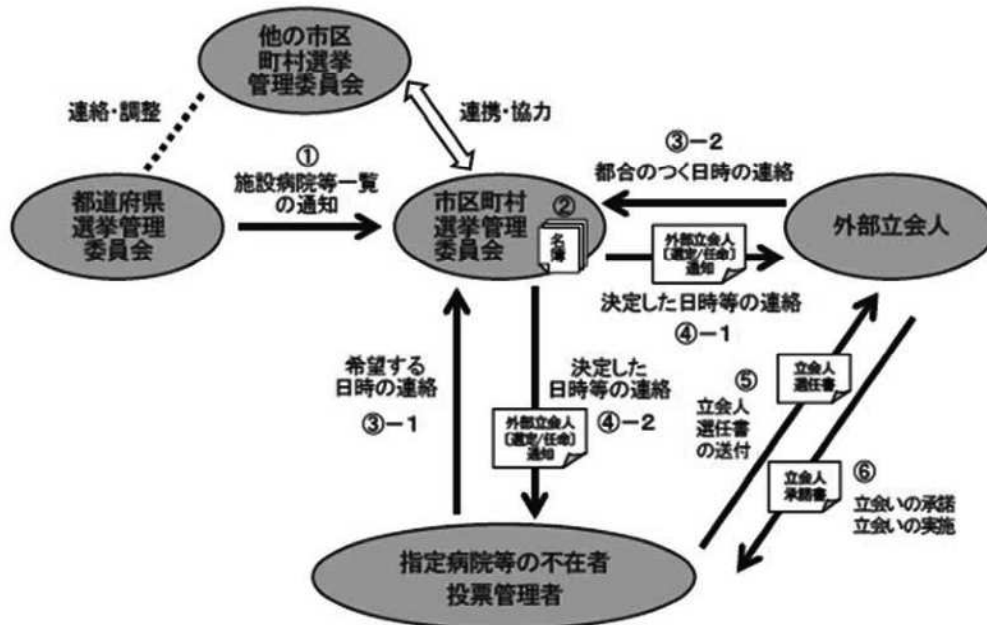 他の市区
町村選挙
管理委員会
連絡・調整
連携・協力
①
施設病院等一覧
の通知
③－2
都合のつく日時の連絡
都道府県
選挙管理
委員会
市区町村
選挙管理
委員会
②
名
簿
外部立会人
外部立会人
[選定/任命]
通知
決定した日時等の連絡
④－1
希望する
日時の連絡
③－1
決定した
日時等の連絡
④－2
外部立会人
[選定/任命]
通知
⑤
立会人
選任書
の送付
立会人
選任書
立会人
承諾書
⑥
立会いの承諾
立会いの実施
指定病院等の不在者
投票管理者